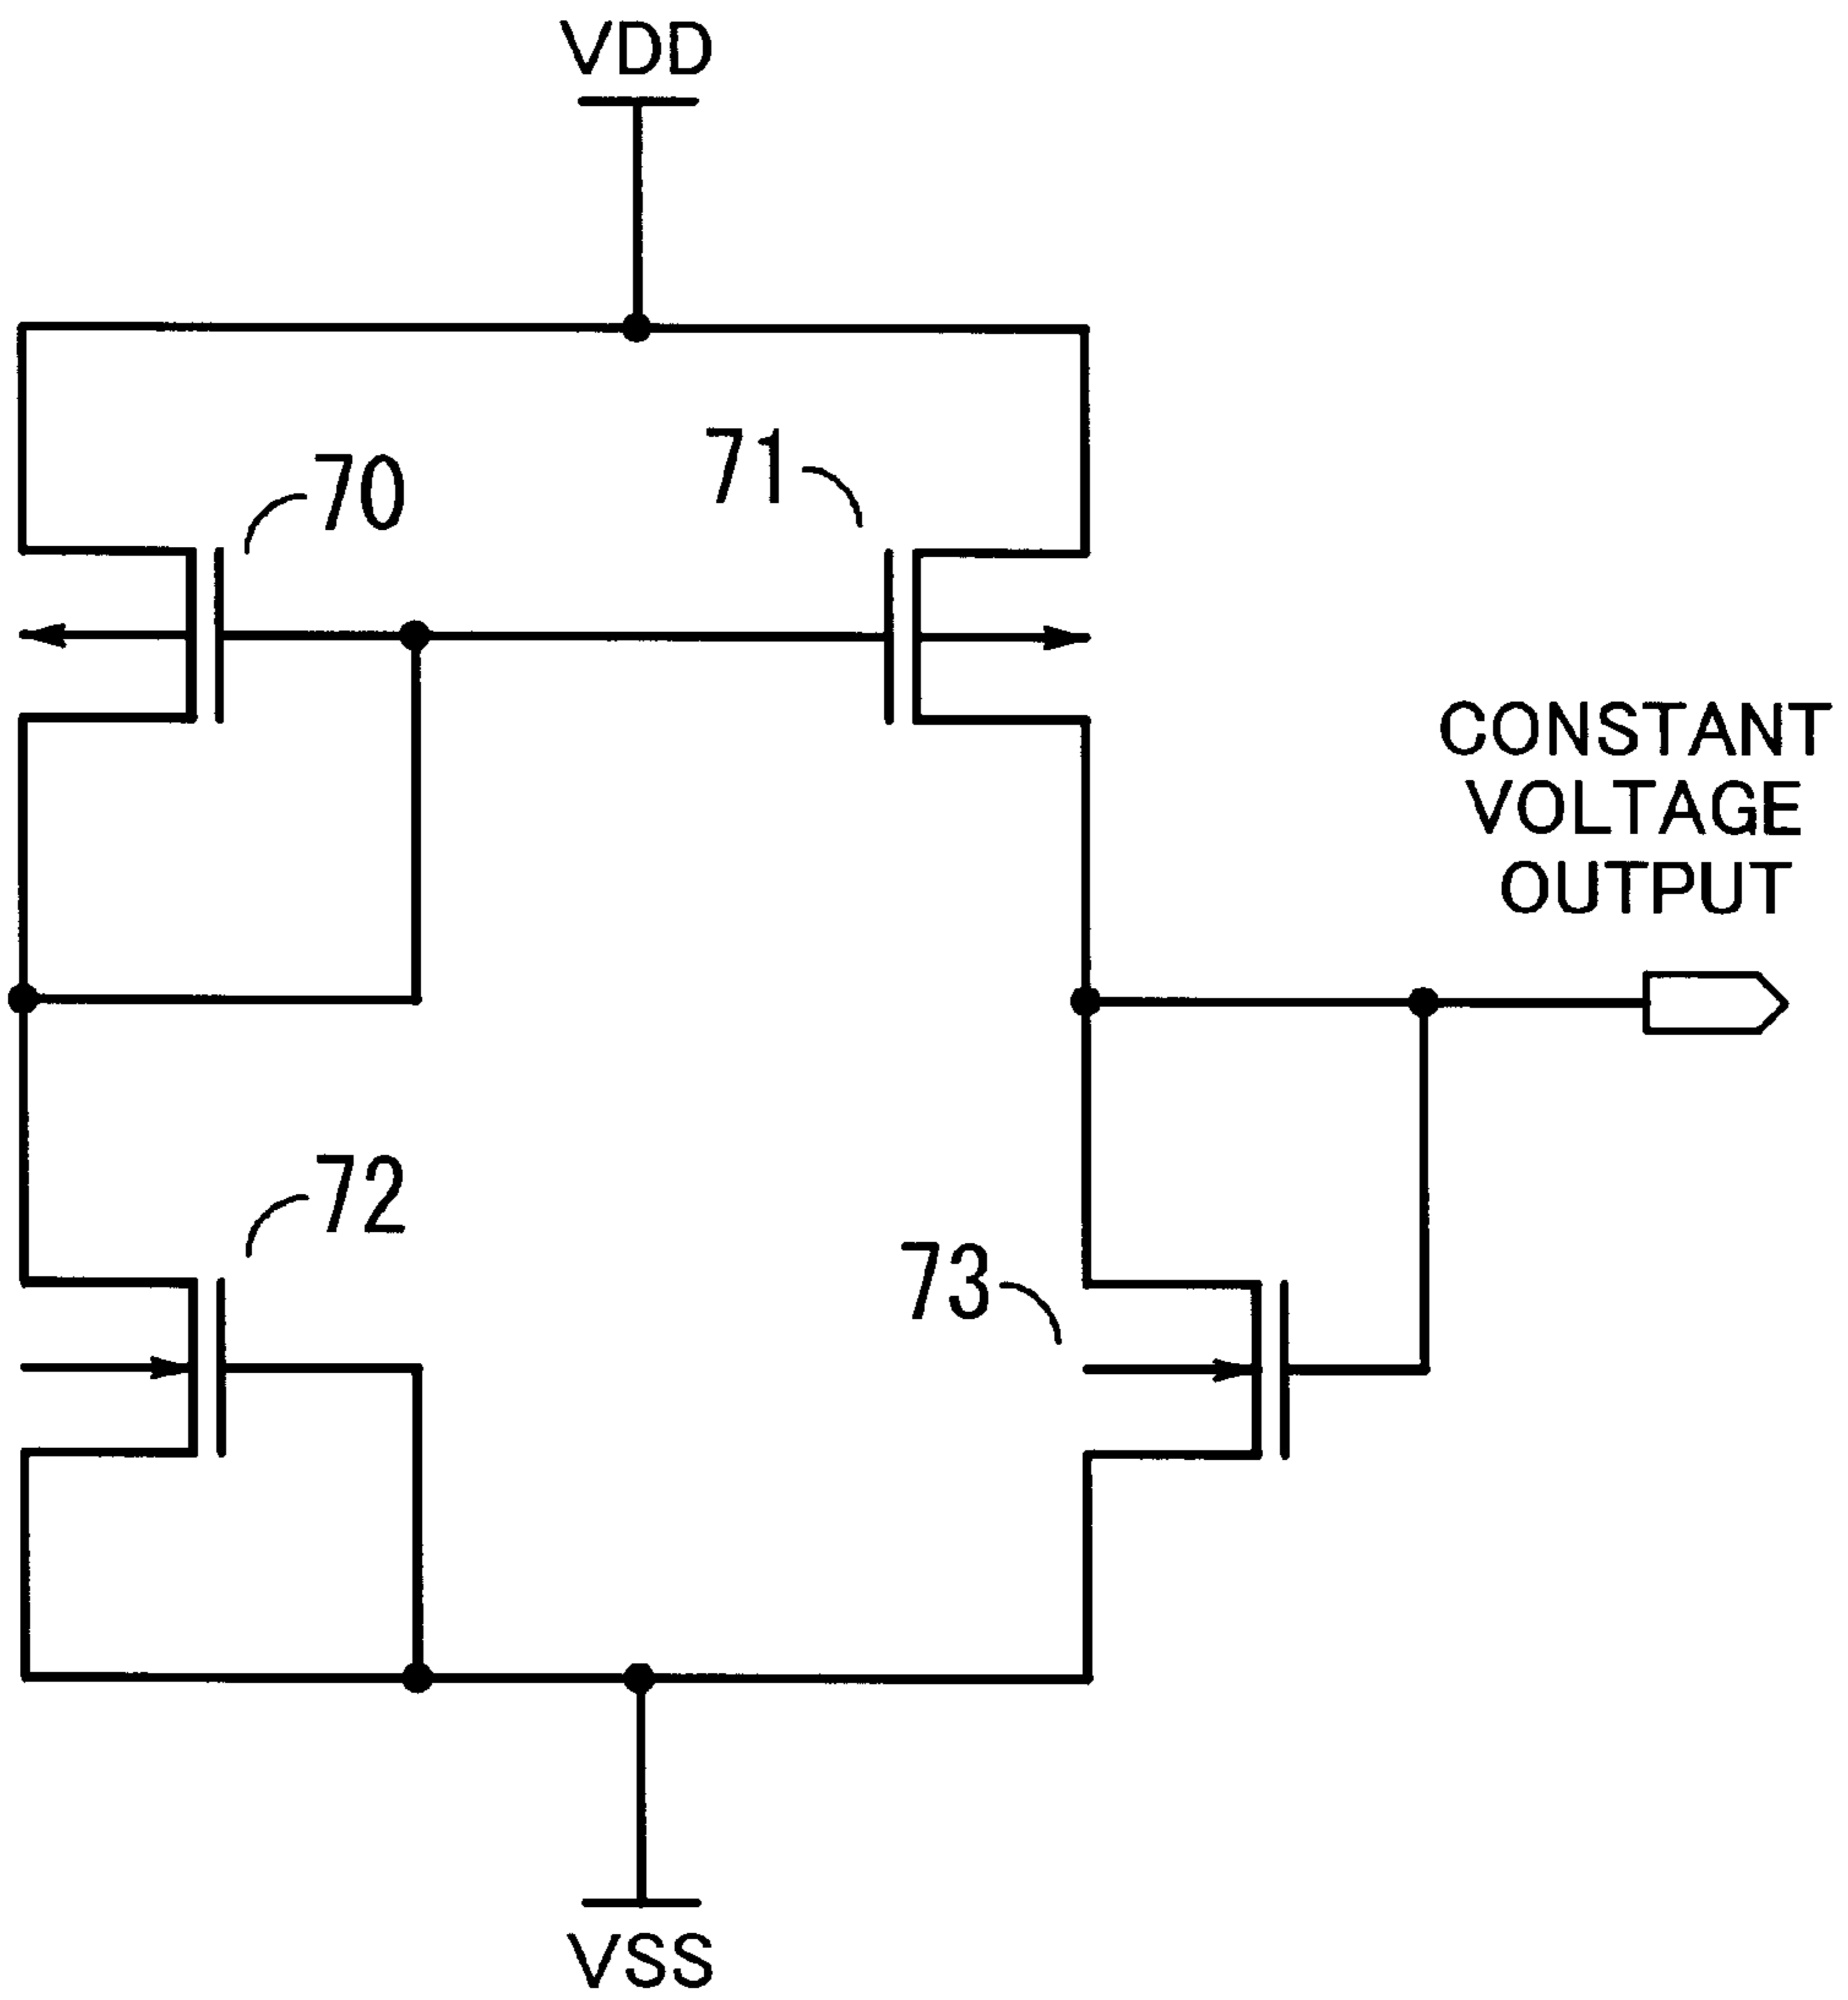 VDD
70
71
CONSTANT
VOLTAGE
OUTPUT
72
73
VSS